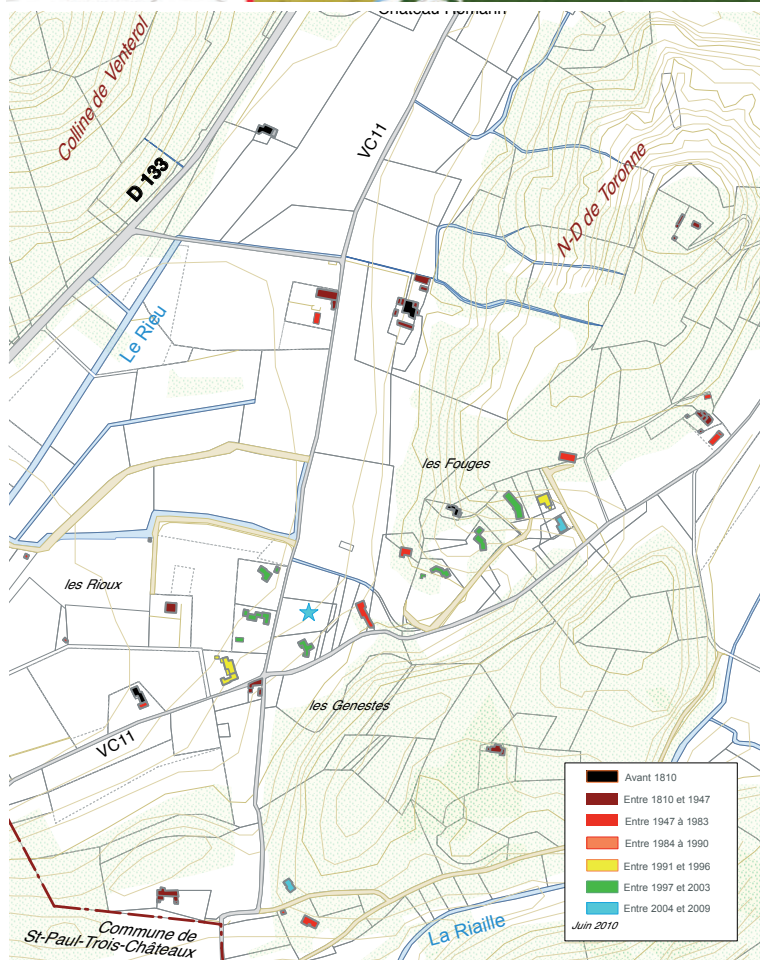 Château Romarin
Colline de Venterol
D 133
VC11
N-D de Toronne
Le Rieu
les Fouges
les Rioux
les Genestes
VC11
Commune de
St-Paul-Trois-Châteaux
La Riaille
Avant 1810
Entre 1810 et 1947
Entre 1947 à 1983
Entre 1984 à 1990
Entre 1991 et 1996
Entre 1997 et 2003
Entre 2004 et 2009
Juin 2010